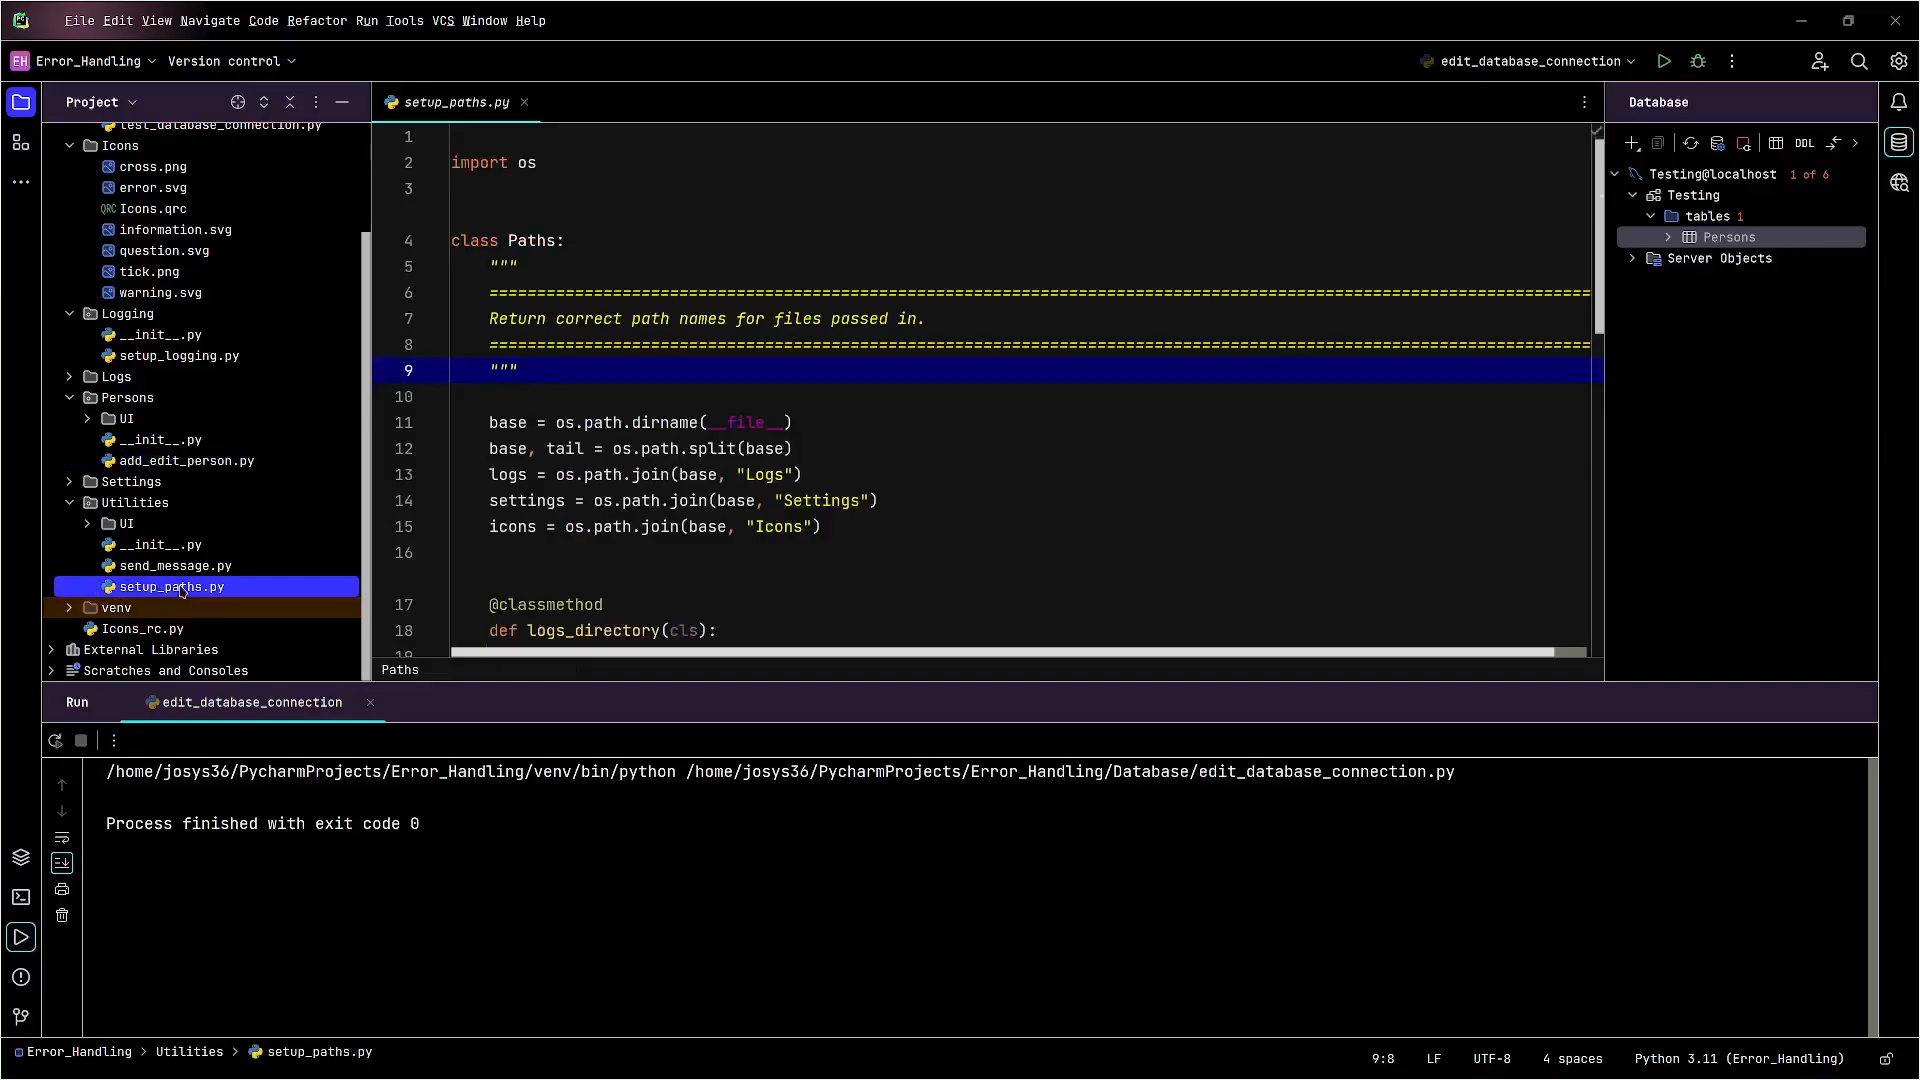 File Edit View Navigate Code Refactor Run Tools VCS Window Help
EH Error_Handling Version control
edit_database_connection
Project
setup_paths.py
Database
test_database_connection.py
Icons
cross.png
error.svg
QRC Icons.qrc
information.svg
question.svg
tick.png
warning.svg
Logging
__init__.py
setup_logging.py
Logs
Persons
UI
__init__.py
add_edit_person.py
Settings
Utilities
UI
__init__.py
send_message.py
setup_paths.py
venv
Icons_rc.py
External Libraries
Scratches and Consoles
1
2 import os
3
4 class Paths:
5 """
6 ====================================================================================================================
7 Return correct path names for files passed in.
8 ====================================================================================================================
9 """
10
11 base = os.path.dirname(__file__)
12 base, tail = os.path.split(base)
13 logs = os.path.join(base, "Logs")
14 settings = os.path.join(base, "Settings")
15 icons = os.path.join(base, "Icons")
16
17 @classmethod
18 def logs_directory(cls):
19
Paths
DDL
Testing@localhost 1 of 6
Testing
tables 1
Persons
Server Objects
Run edit_database_connection
/home/josys36/PycharmProjects/Error_Handling/venv/bin/python /home/josys36/PycharmProjects/Error_Handling/Database/edit_database_connection.py
Process finished with exit code 0
Error_Handling > Utilities > setup_paths.py
9:8 LF UTF-8 4 spaces Python 3.11 (Error_Handling)